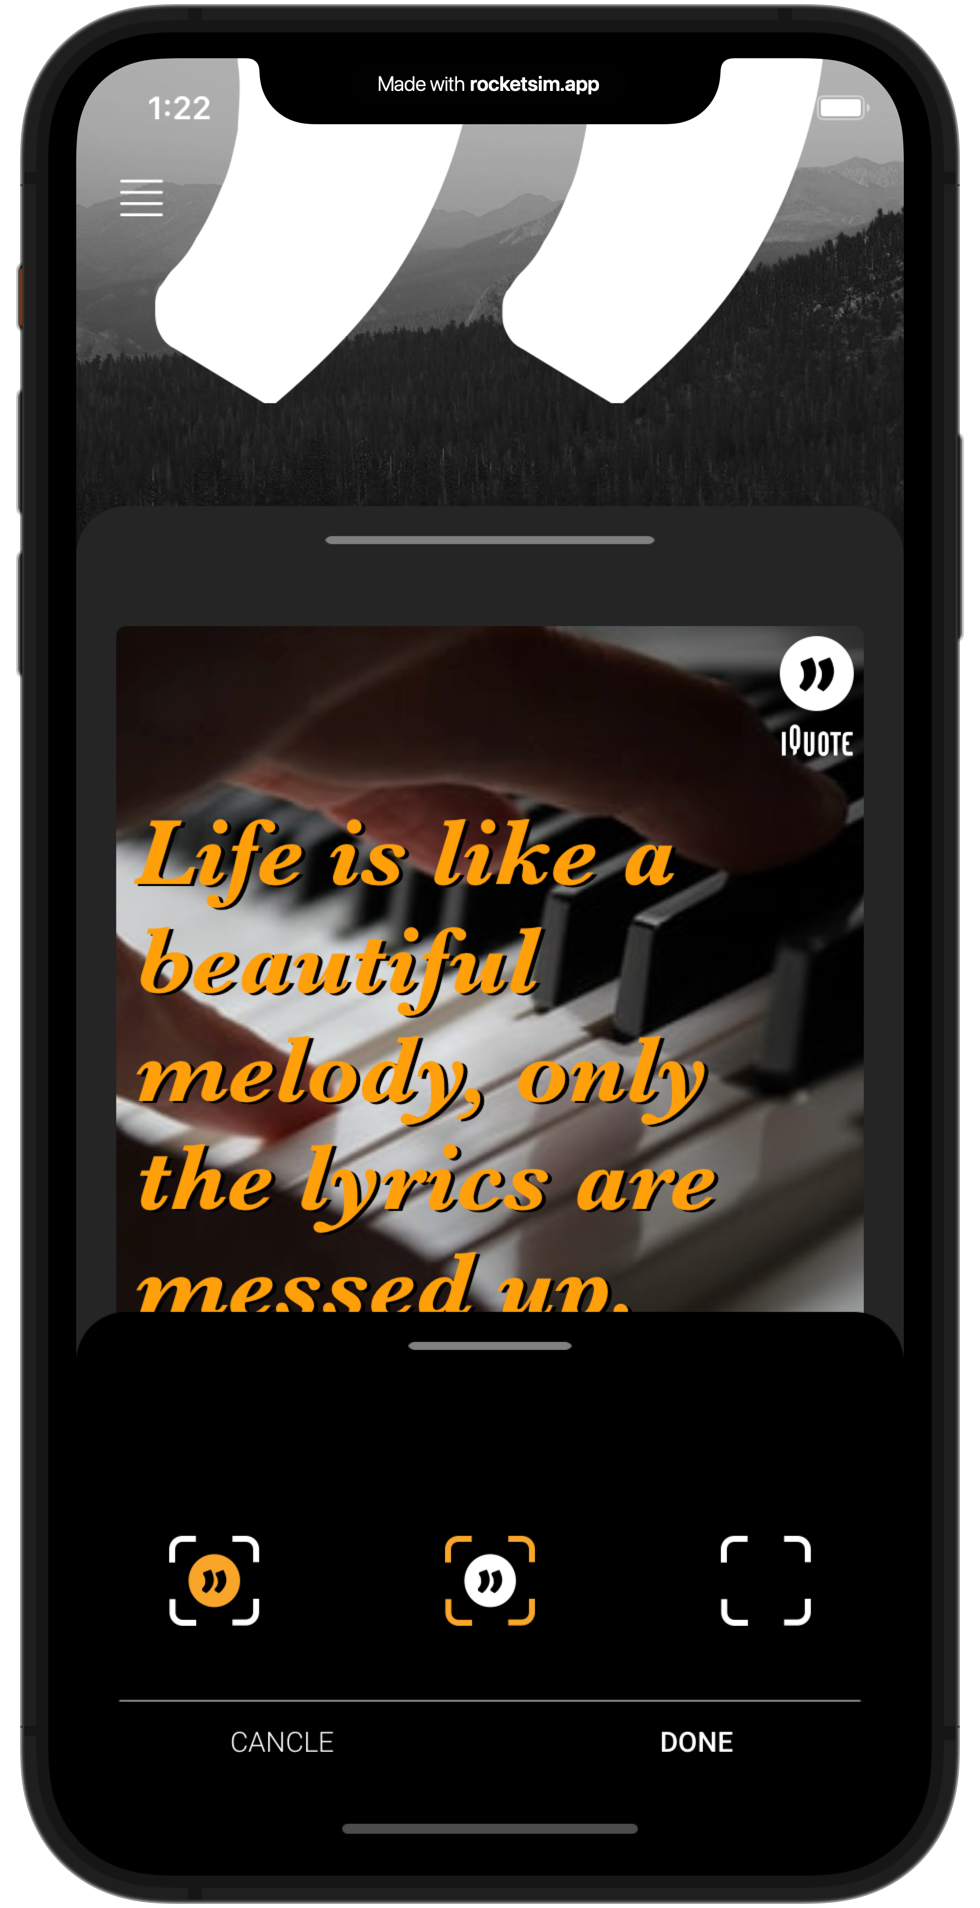 Made with rocketsim.app
1:22
IQUOTE
Life is like a
beautiful
melody, only
the lyrics are
messed up.
CANCLE
DONE